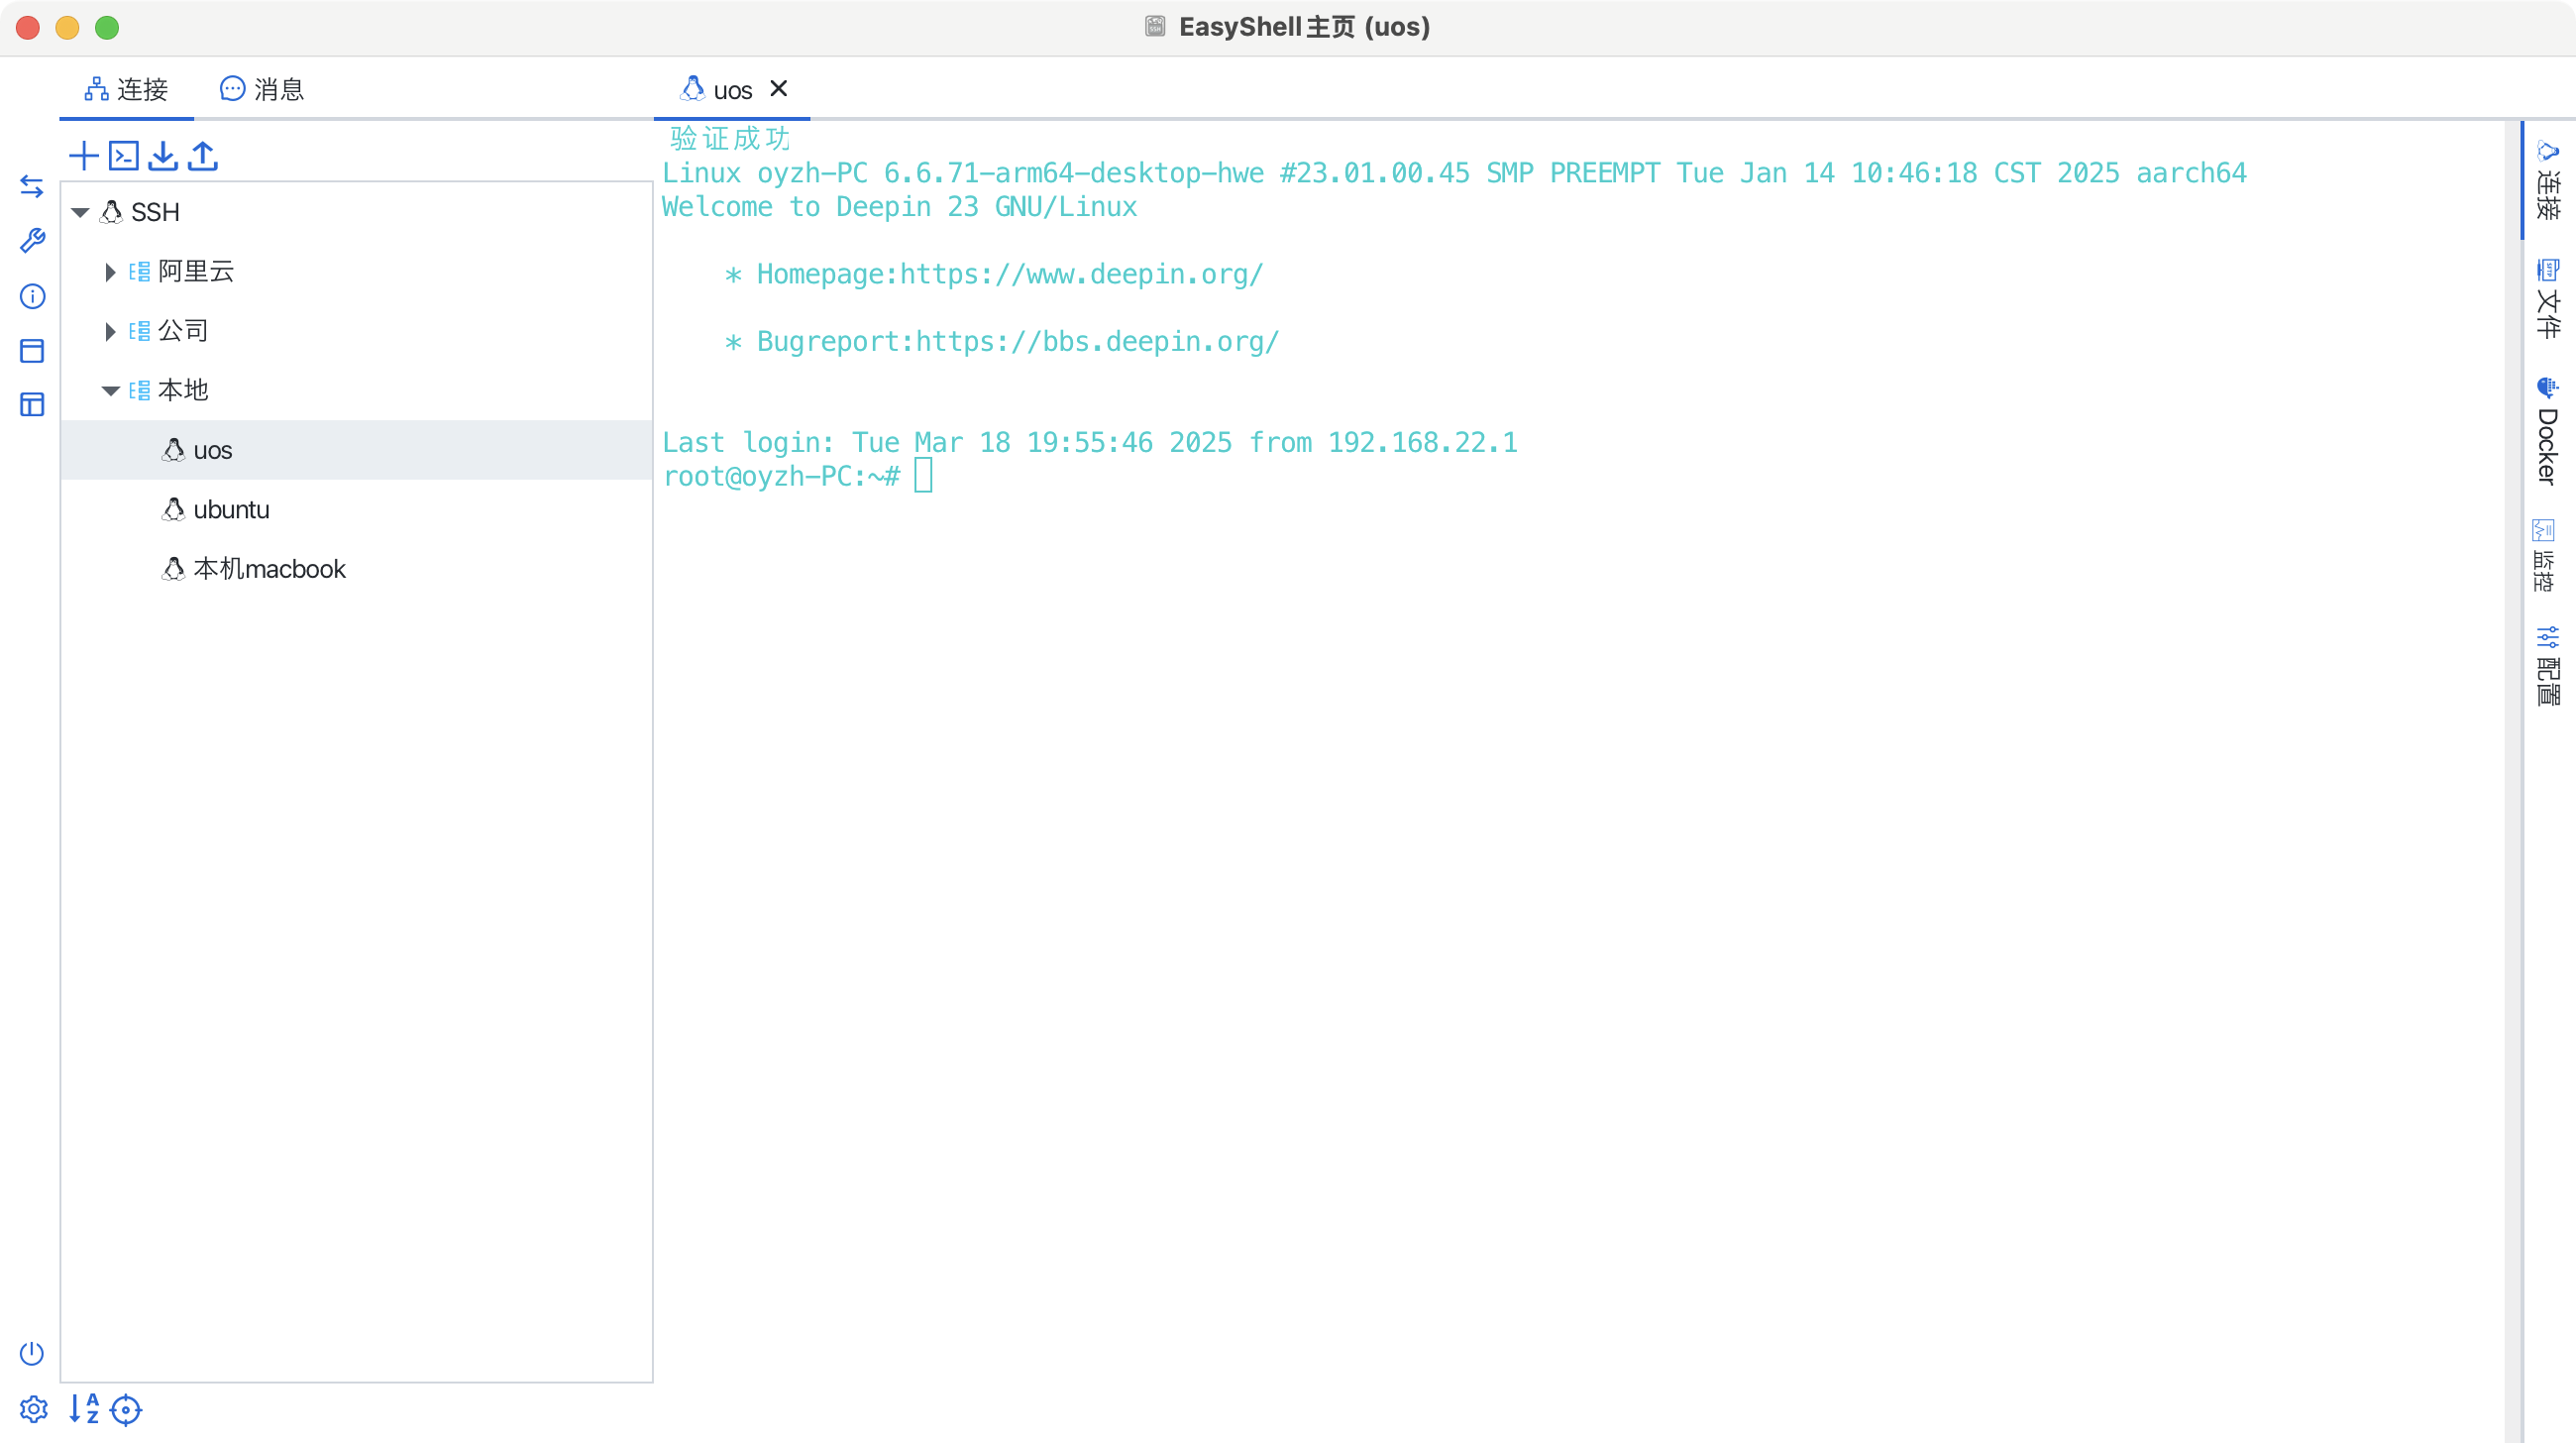 EasyShell主页 (uos)
连接
消息
uos
SSH
阿里云
公司
本地
uos
ubuntu
本机macbook
验证成功
Linux oyzh-PC 6.6.71-arm64-desktop-hwe #23.01.00.45 SMP PREEMPT Tue Jan 14 10:46:18 CST 2025 aarch64
Welcome to Deepin 23 GNU/Linux
* Homepage:https://www.deepin.org/
* Bugreport:https://bbs.deepin.org/
Last login: Tue Mar 18 19:55:46 2025 from 192.168.22.1
root@oyzh-PC:~#
连接
文件
Docker
监控
配置